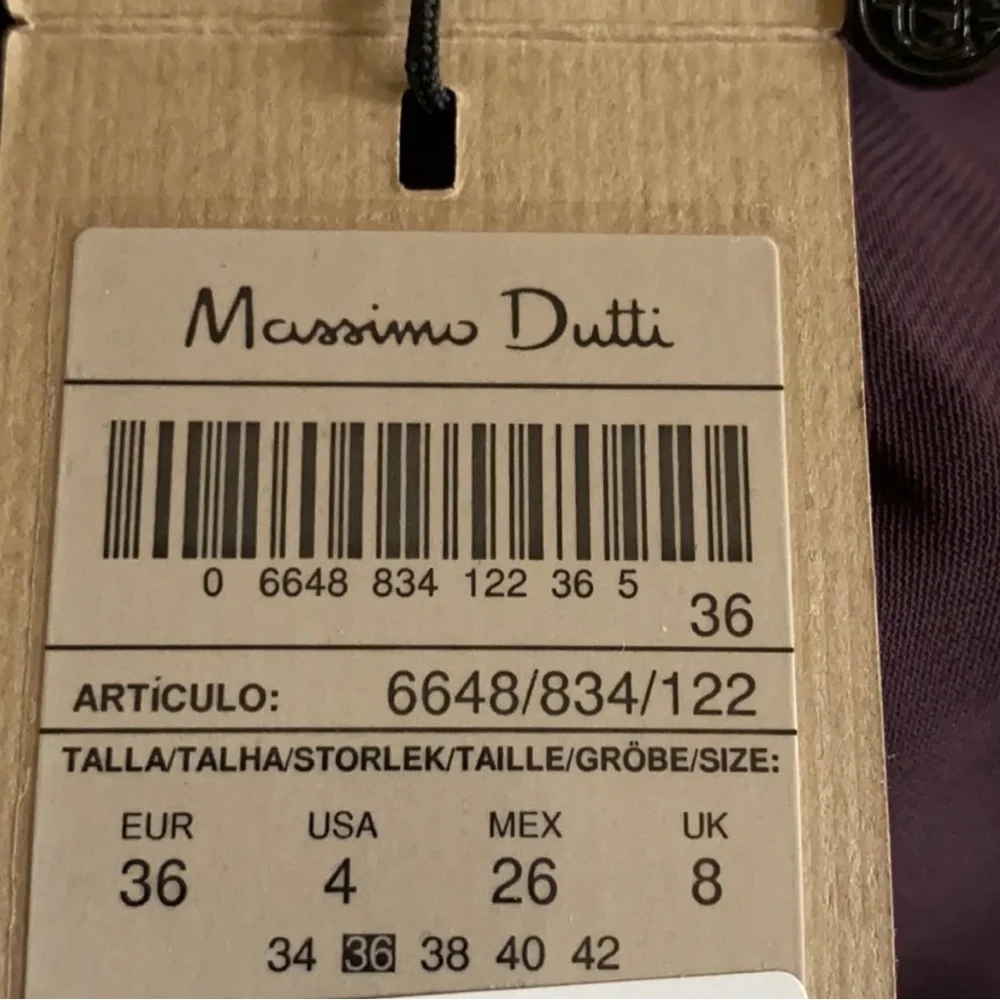 Massimo Dutti
0 6648 834 122 36 5
36
ARTíCULO: 6648/834/122
TALLA/TALHA/STORLEK/TAILLE/GRÖBE/SIZE:
EUR USA MEX UK
36 4 26 8
34 36 38 40 42